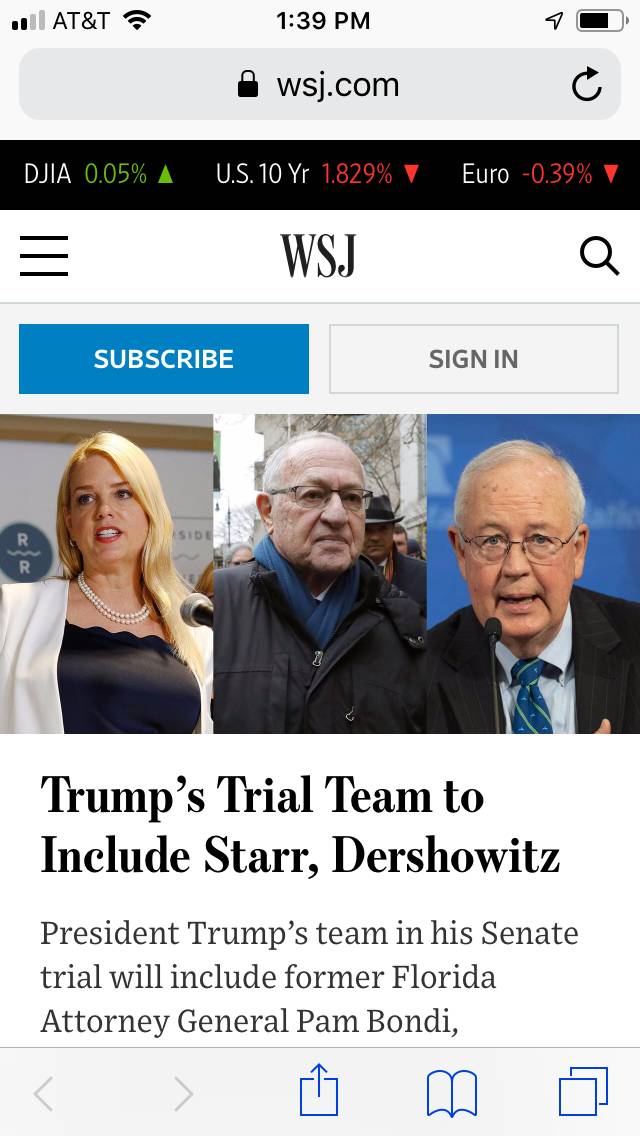 AT&T 1:39 PM
wsj.com
DJIA 0.05% ▲ U.S. 10 Yr 1.829% ▼ Euro -0.39% ▼
WSJ
SUBSCRIBE SIGN IN
R
R
SIDE
Trump’s Trial Team to
Include Starr, Dershowitz
President Trump’s team in his Senate
trial will include former Florida
Attorney General Pam Bondi,